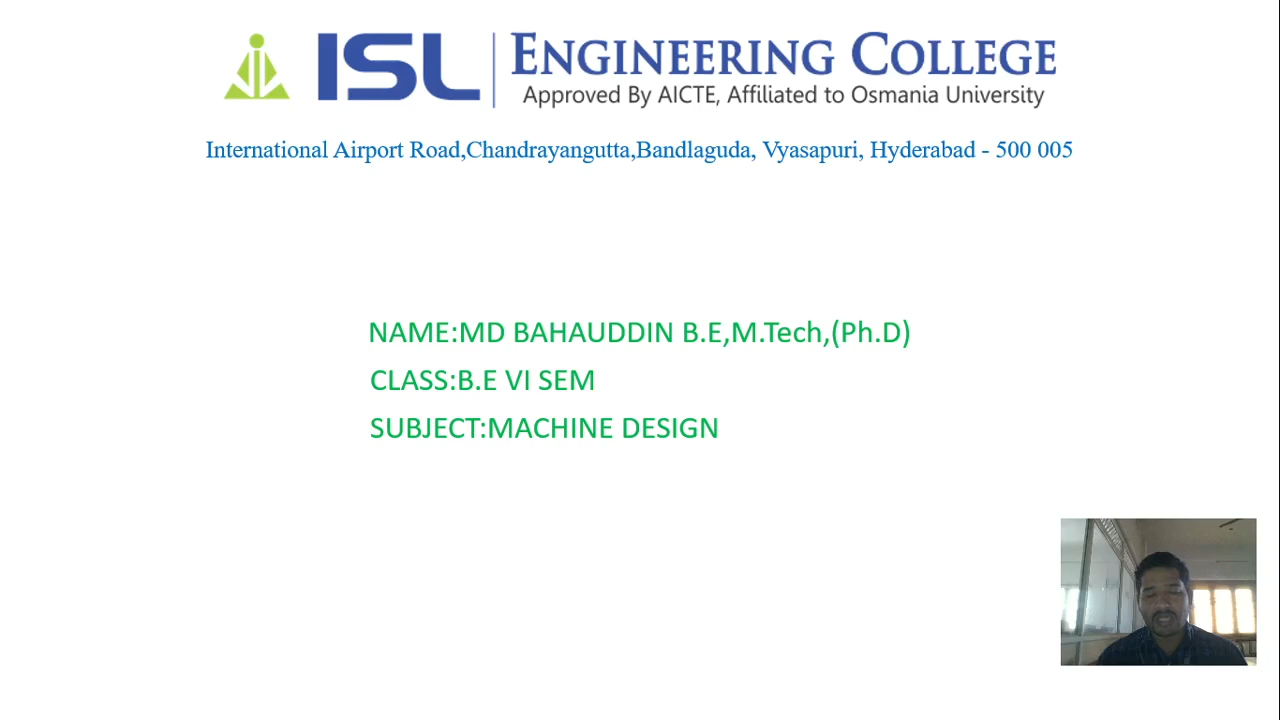 ISL ENGINEERING COLLEGE
Approved By AICTE, Affiliated to Osmania University
International Airport Road,Chandrayangutta,Bandlaguda, Vyasapuri, Hyderabad - 500 005
NAME:MD BAHAUDDIN B.E,M.Tech,(Ph.D)
CLASS:B.E VI SEM
SUBJECT:MACHINE DESIGN